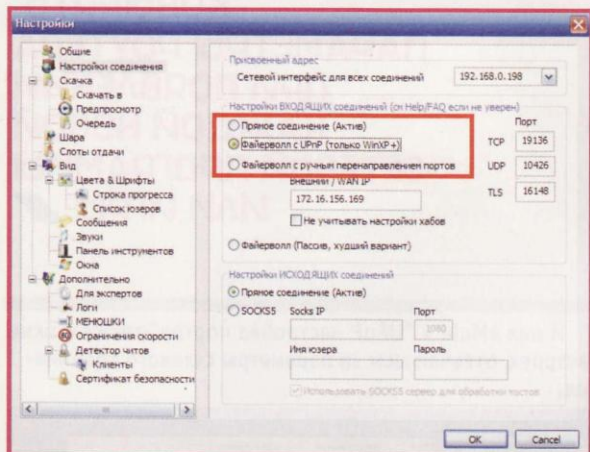 Настройки
Общие
Настройки соединения
Скачка
Скачать в
Предпросмотр
Очередь
Шара
Слоты отдачи
Вид
Цвета & Шрифты
Строка прогресса
Список юзеров
Сообщения
Звуки
Панель инструментов
Окна
Дополнительно
Для экспертов
Логи
МЕНЮШКИ
Ограничения скорости
Детектор читов
Клиенты
Сертификат безопасности
Присвоенный адрес
Сетевой интерфейс для всех соединений 192.168.0.198
Настройки ВХОДЯЩИХ соединений (см Help/FAQ если не уверен)
Прямое соединение (Актив)
Файерволл с UPnP (только WinXP+)
Файерволл с ручным перенаправлением портов
Порт
TCP 19136
UDP 10426
TLS 16148
Внешний / WAN IP
172.16.156.169
Не учитывать настройки хабов
Файерволл (Пассив, худший вариант)
Настройки ИСХОДЯЩИХ соединений
Прямое соединение (Актив)
SOCKS5 Socks IP Порт
1080
Имя юзера Пароль
Использовать SOCKS5 сервер для обработки хостов
OK Cancel